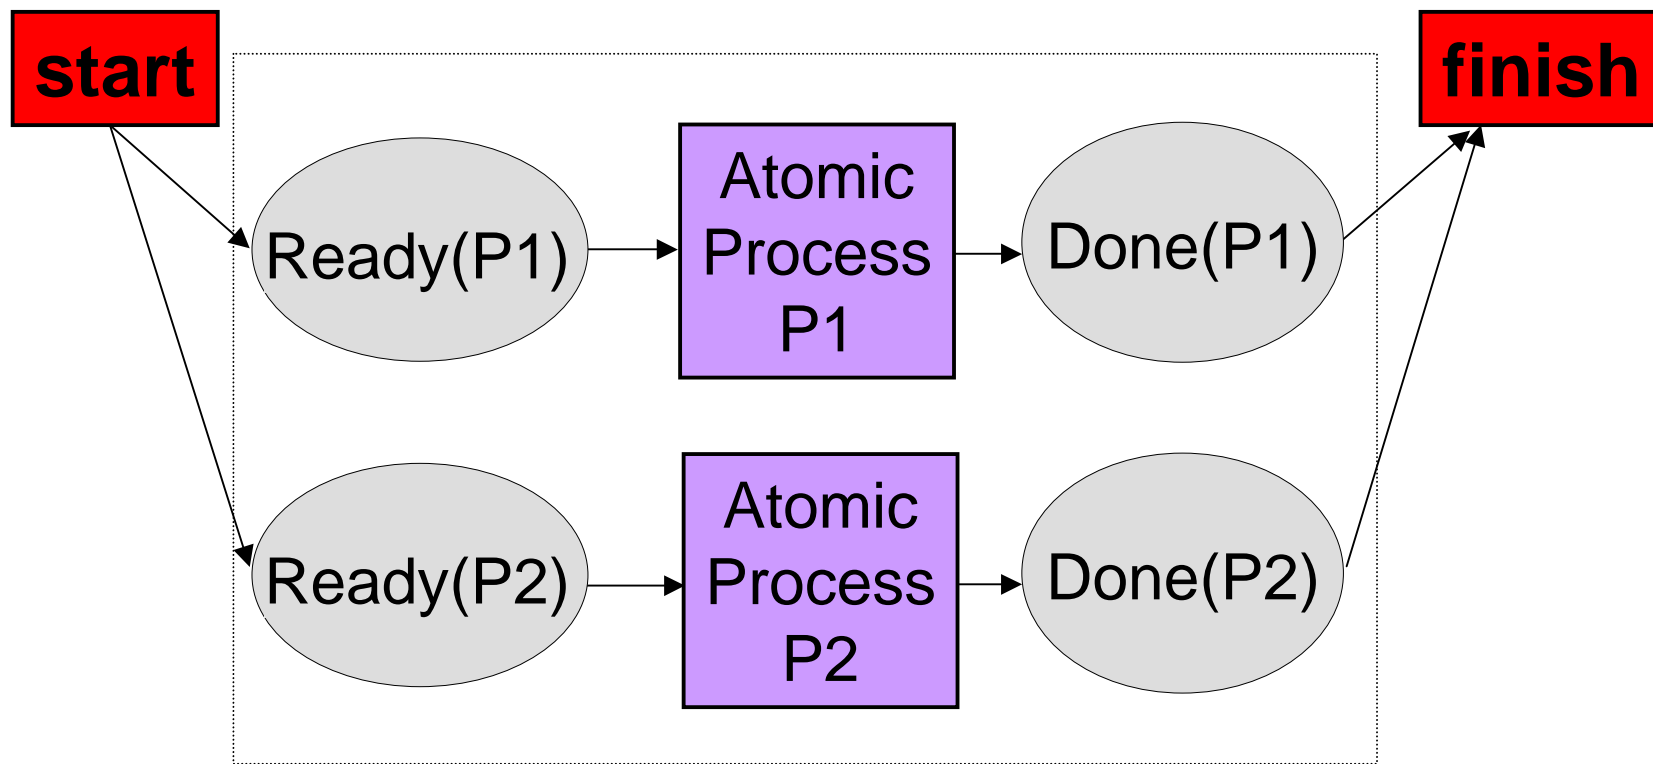 start
finish
Ready(P1)
Atomic
Process
P1
Done(P1)
Ready(P2)
Atomic
Process
P2
Done(P2)